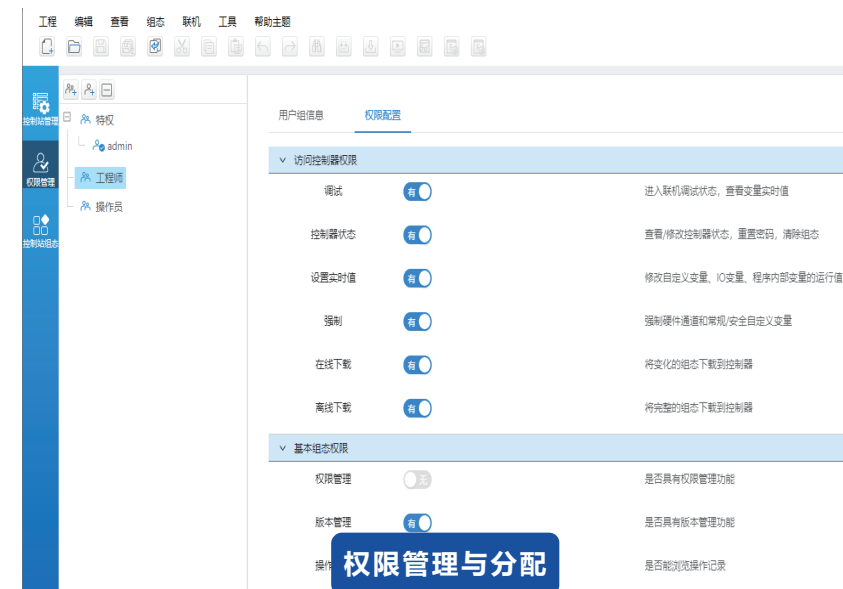 工程 编辑 查看 组态 联机 工具 帮助主题
控制站管理
权限管理
控制站组态
特权
admin
工程师
操作员
用户组信息 权限配置
访问控制器权限
调试 有 进入联机调试状态，查看变量实时值
控制器状态 有 查看/修改控制器状态，重置密码，清除组态
设置实时值 有 修改自定义变量、IO变量、程序内部变量的运行值
强制 有 强制硬件通道和常规/安全自定义变量
在线下载 有 将变化的组态下载到控制器
离线下载 有 将完整的组态下载到控制器
基本组态权限
权限管理 无 是否具有权限管理功能
版本管理 有 是否具有版本管理功能
操作 是否能浏览操作记录
权限管理与分配